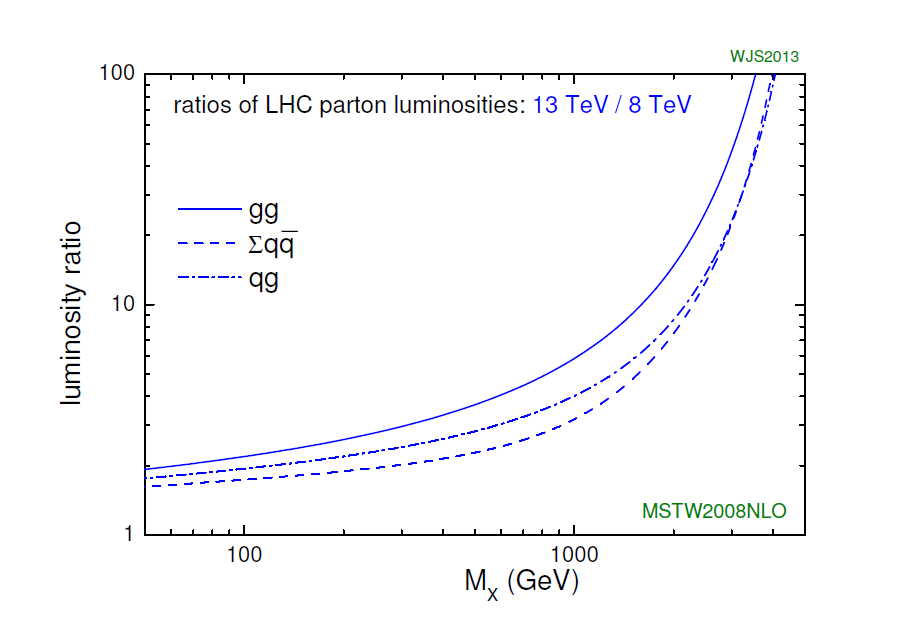 WJS2013
100
ratios of LHC parton luminosities: 13 TeV / 8 TeV
gg
Σqq̅
qg
10
luminosity ratio
MSTW2008NLO
1
100
1000
M_X (GeV)